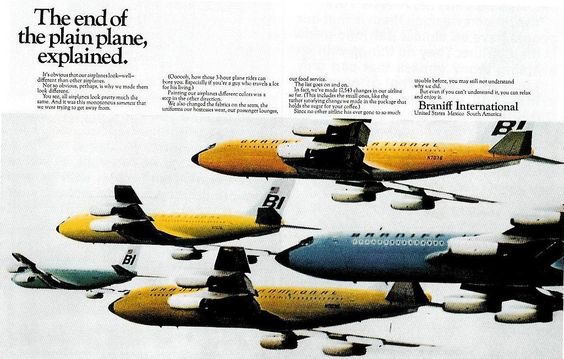 The end of
the plain plane,
explained.
It's obvious that our airplanes look—well—
different than other airplanes.
Not so obvious, perhaps, is why we made them
look different.
You see, all airplanes look pretty much the
same. And it was this monotonous sameness that
we were trying to get away from.
(Ooooh, how those 3-hour plane rides can
bore you. Especially if you're a guy who travels a lot
for his living.)
Painting our airplanes different colors was a
step in the other direction.
We also changed the fabrics on the seats, the
uniforms our hostesses wear, our passenger lounges,
our food service.
The list goes on and on.
In fact, we've made 17,543 changes in our airline
so far. (This includes the small ones, like the
rather satisfying change we made in the package that
holds the sugar for your coffee.)
Since no other airline has ever gone to so much
trouble before, you may still not understand
why we did.
But even if you can't understand it, you can relax
and enjoy it.
Braniff International
United States Mexico South America
BI
BRANIFF INTERNATIONAL
BI
BRANIFF
BI